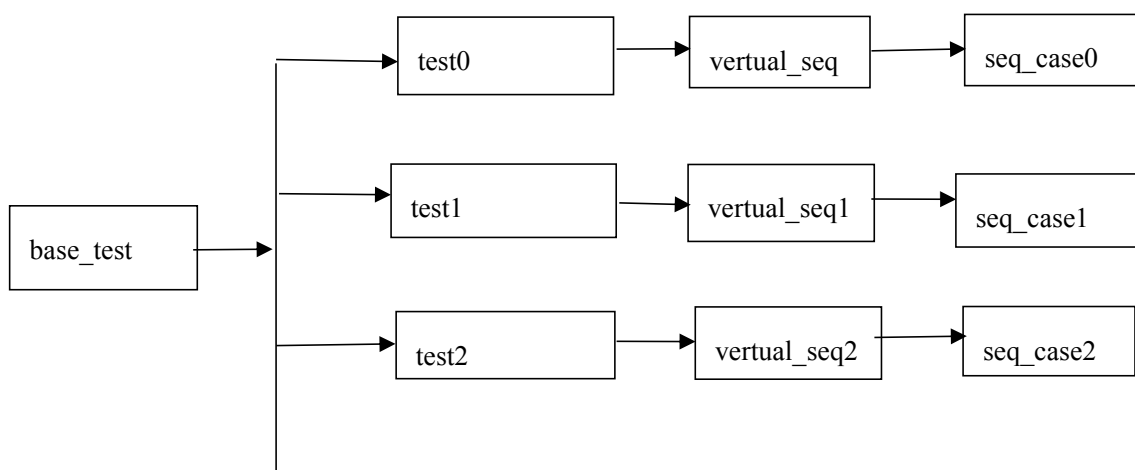 test0
vertual_seq
seq_case0
test1
vertual_seq1
seq_case1
base_test
test2
vertual_seq2
seq_case2